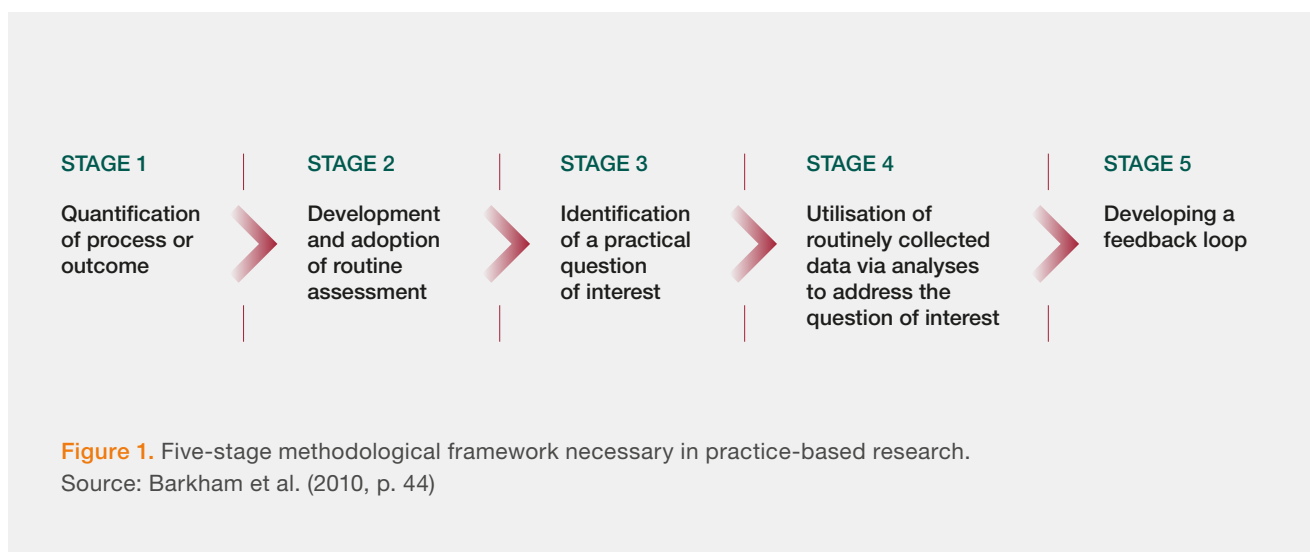 STAGE 1
Quantification
of process or
outcome
STAGE 2
Development
and adoption
of routine
assessment
STAGE 3
Identification
of a practical
question
of interest
STAGE 4
Utilisation of
routinely collected
data via analyses
to address the
question of interest
STAGE 5
Developing a
feedback loop
Figure 1. Five-stage methodological framework necessary in practice-based research.
Source: Barkham et al. (2010, p. 44)